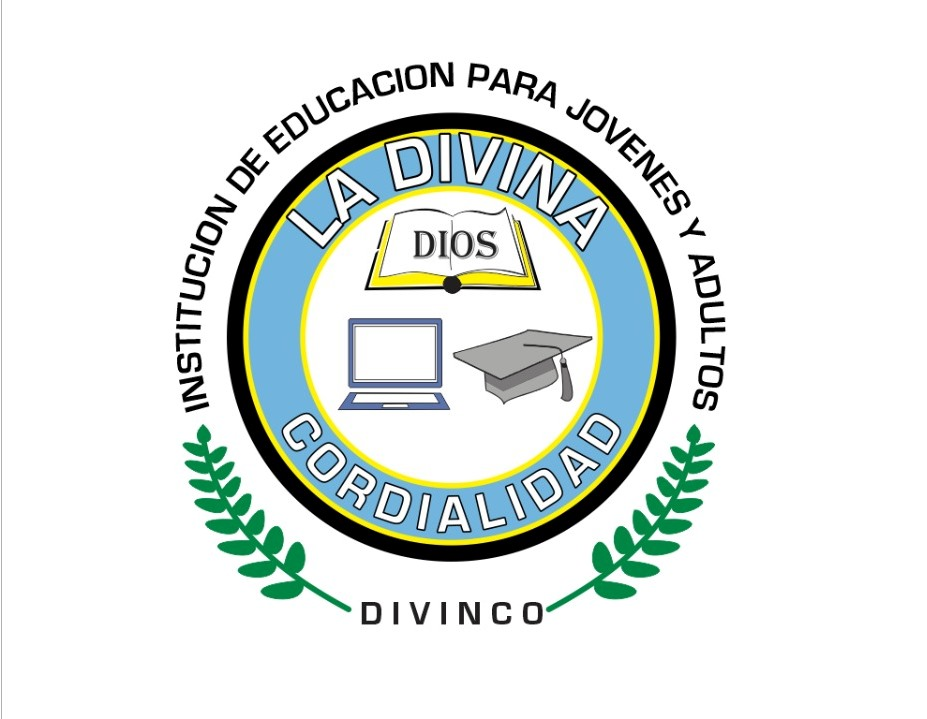 INSTITUCION DE EDUCACION PARA JOVENES Y ADULTOS
LA DIVINA
DIOS
CORDIALIDAD
DIVINCO